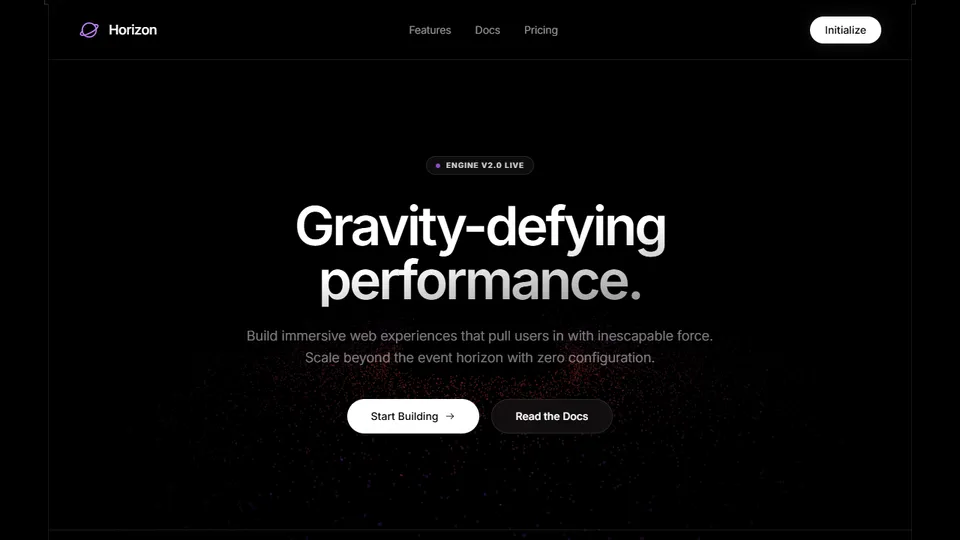 Horizon
Features
Docs
Pricing
Initialize
ENGINE V2.0 LIVE
Gravity-defying
performance.
Build immersive web experiences that pull users in with inescapable force.
Scale beyond the event horizon with zero configuration.
Start Building →
Read the Docs